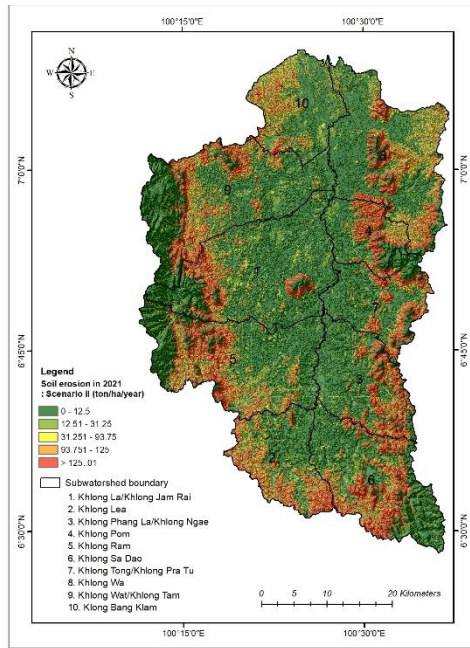 100°15'0"E 100°30'0"E
N
W E
S
10
8
7°0'0"N 7°0'0"N
9
4
1
7
6°45'0"N 6°45'0"N
5
3
Legend
Soil erosion in 2021
: Scenario II (ton/ha/year)
0 - 12.5
12.51 - 31.25
31.251 - 93.75
93.751 - 125
> 125..01
Subwatershed boundary
1. Khlong La/Khlong Jam Rai
2. Khlong Lea
3. Khlong Phang La/Khlong Ngae
4. Khlong Pom
5. Khlong Ram
6. Khlong Sa Dao
7. Khlong Tong/Khlong Pra Tu
8. Khlong Wa
9. Khlong Wat/Khlong Tam
10. Klong Bang Klam
2
6
6°30'0"N 6°30'0"N
0 5 10 20 Kilometers
100°15'0"E 100°30'0"E